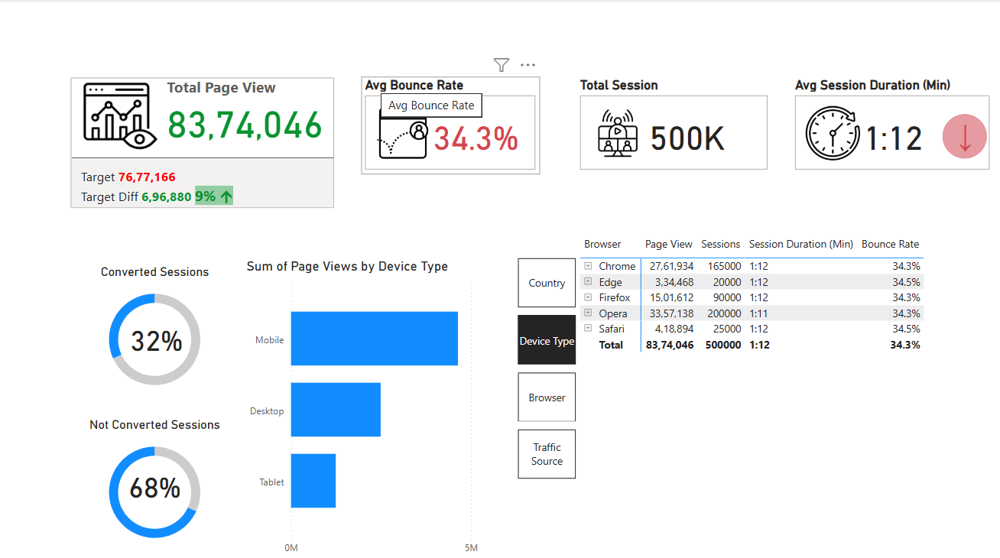 Total Page View
83,74,046
Target 76,77,166
Target Diff 6,96,880 9% ↑
Avg Bounce Rate
Avg Bounce Rate
34.3%
Total Session
500K
Avg Session Duration (Min)
1:12
Converted Sessions
32%
Not Converted Sessions
68%
Sum of Page Views by Device Type
Mobile
Desktop
Tablet
0M 5M
Country
Device Type
Browser
Traffic
Source
Browser Page View Sessions Session Duration (Min) Bounce Rate
Chrome 27,61,934 165000 1:12 34.3%
Edge 3,34,468 20000 1:12 34.5%
Firefox 15,01,612 90000 1:12 34.3%
Opera 33,57,138 200000 1:11 34.3%
Safari 4,18,894 25000 1:12 34.5%
Total 83,74,046 500000 1:12 34.3%